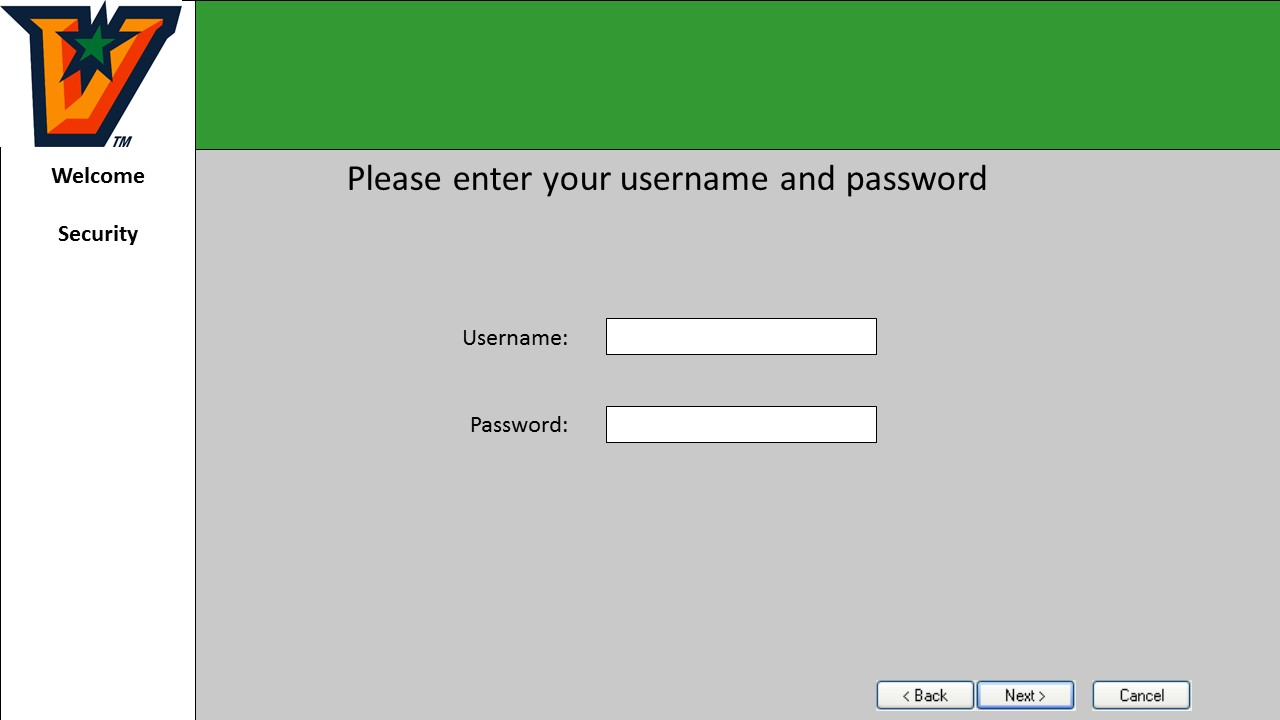 TM
Welcome
Security
Please enter your username and password
Username:
Password:
< Back
Next >
Cancel